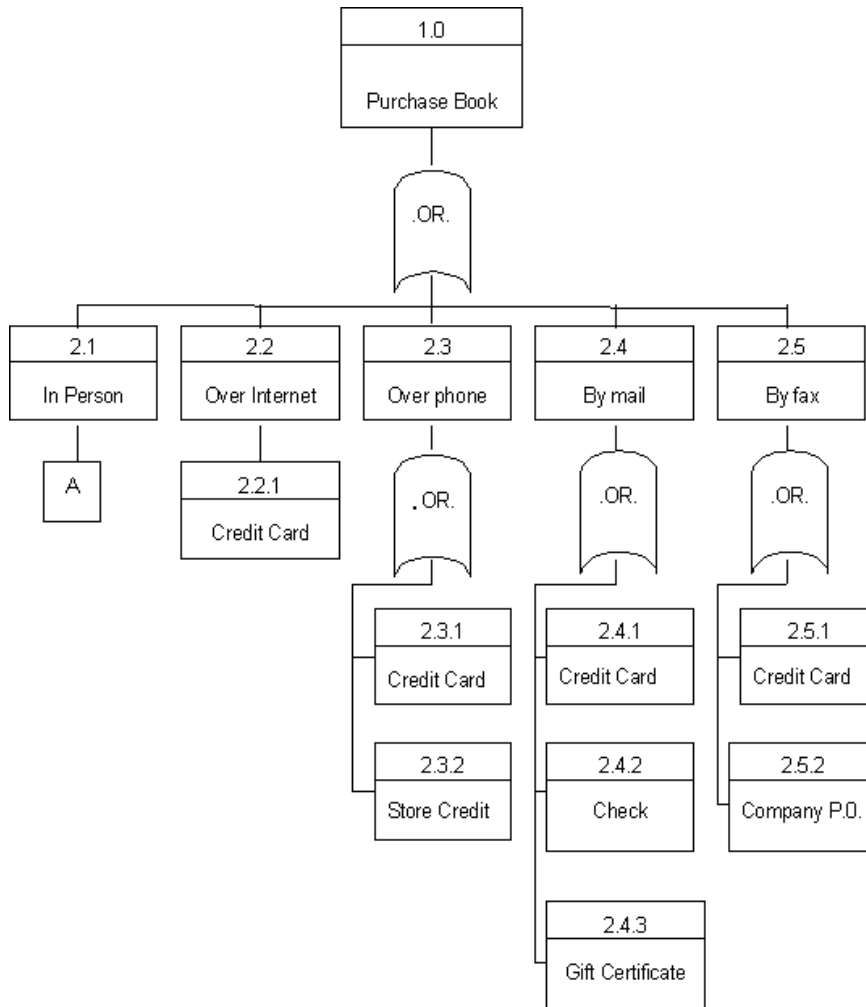 1.0
Purchase Book
.OR.
2.1
In Person
2.2
Over Internet
2.3
Over phone
2.4
By mail
2.5
By fax
A
2.2.1
Credit Card
.OR.
.OR.
.OR.
2.3.1
Credit Card
2.4.1
Credit Card
2.5.1
Credit Card
2.3.2
Store Credit
2.4.2
Check
2.5.2
Company P.O.
2.4.3
Gift Certificate